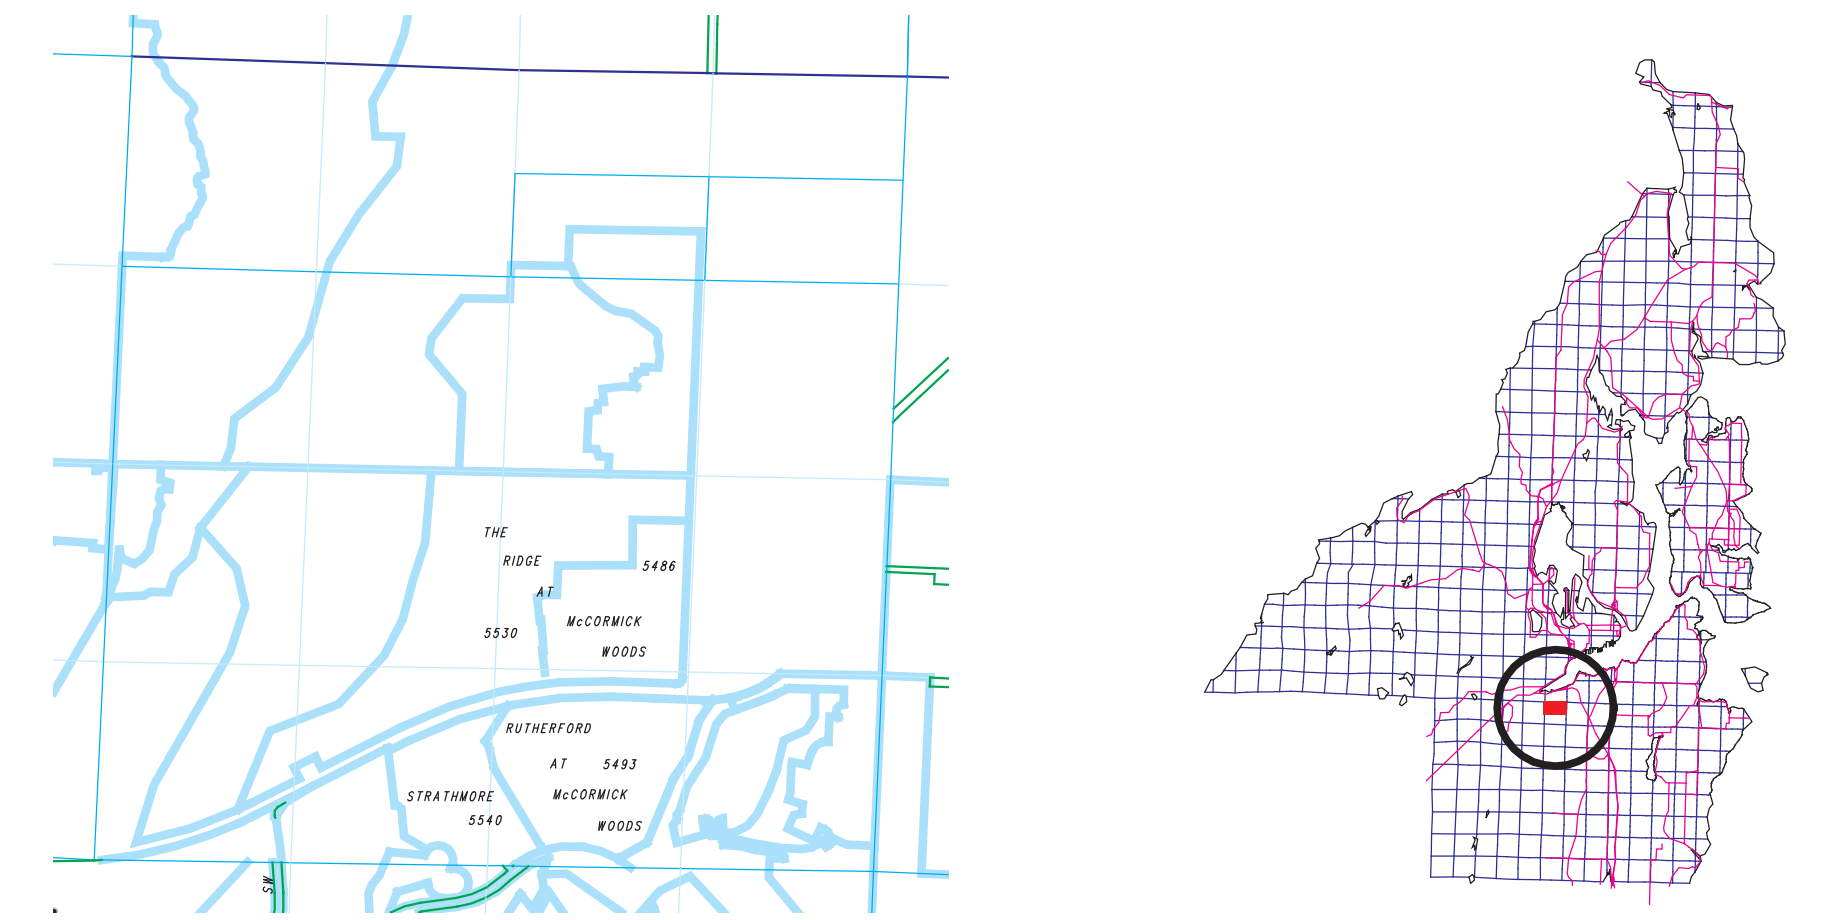 THE
RIDGE
AT
5486
McCORMICK
5530
WOODS
RUTHERFORD
AT 5493
McCORMICK
STRATHMORE
5540
WOODS
SW